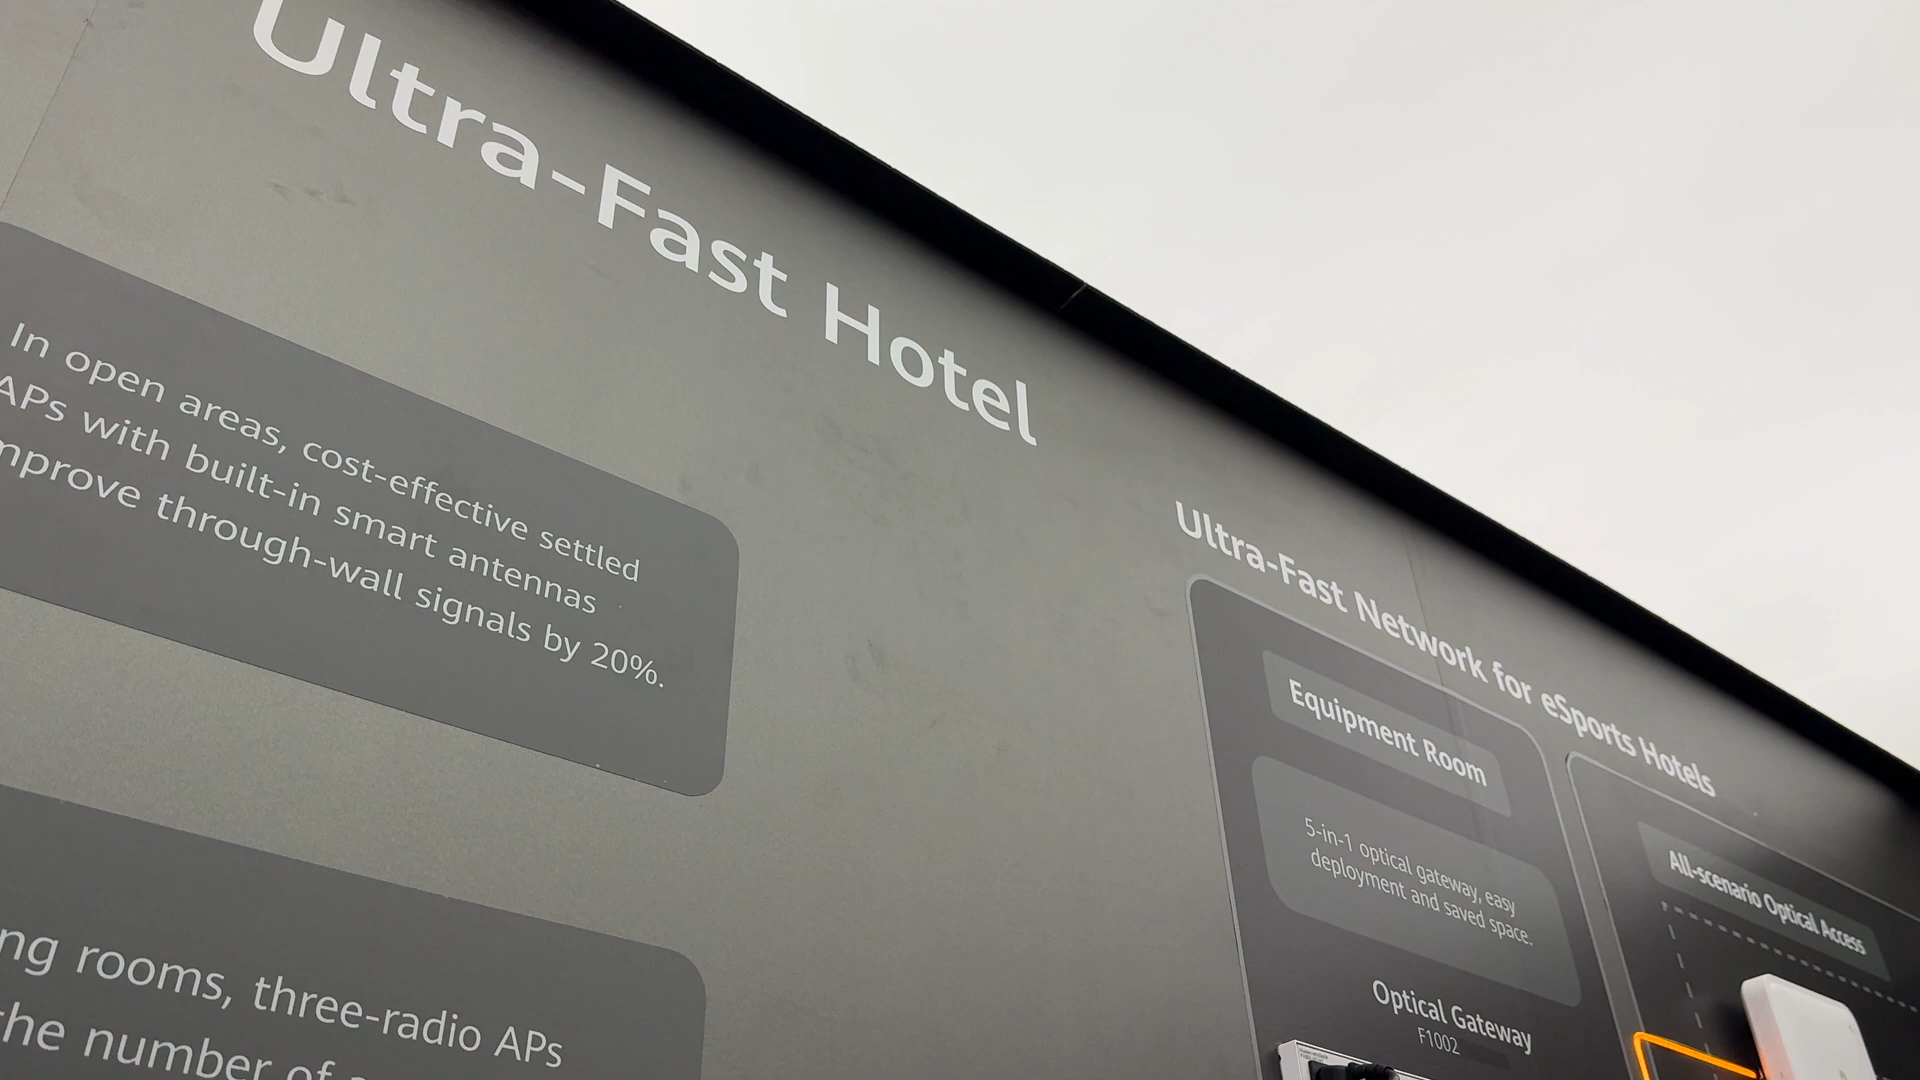 Ultra-Fast Hotel
In open areas, cost-effective settled
APs with built-in smart antennas
mprove through-wall signals by 20%.
ng rooms, three-radio APs
the number of
Ultra-Fast Network for eSports Hotels
Equipment Room
5-in-1 optical gateway, easy
deployment and saved space.
Optical Gateway
F1002
All-scenario Optical Access